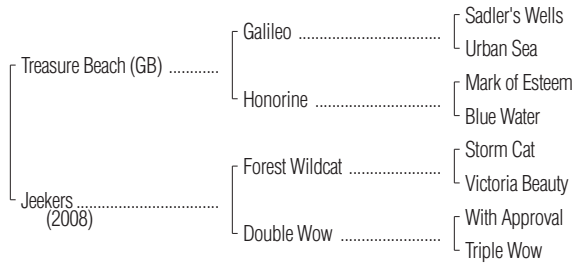 Sadler's Wells
Galileo ........................................
Urban Sea
Treasure Beach (GB) ............
Mark of Esteem
Honorine ....................................
Blue Water
Storm Cat
Forest Wildcat ..........................
Victoria Beauty
Jeekers ...................................
(2008)
With Approval
Double Wow ............................
Triple Wow